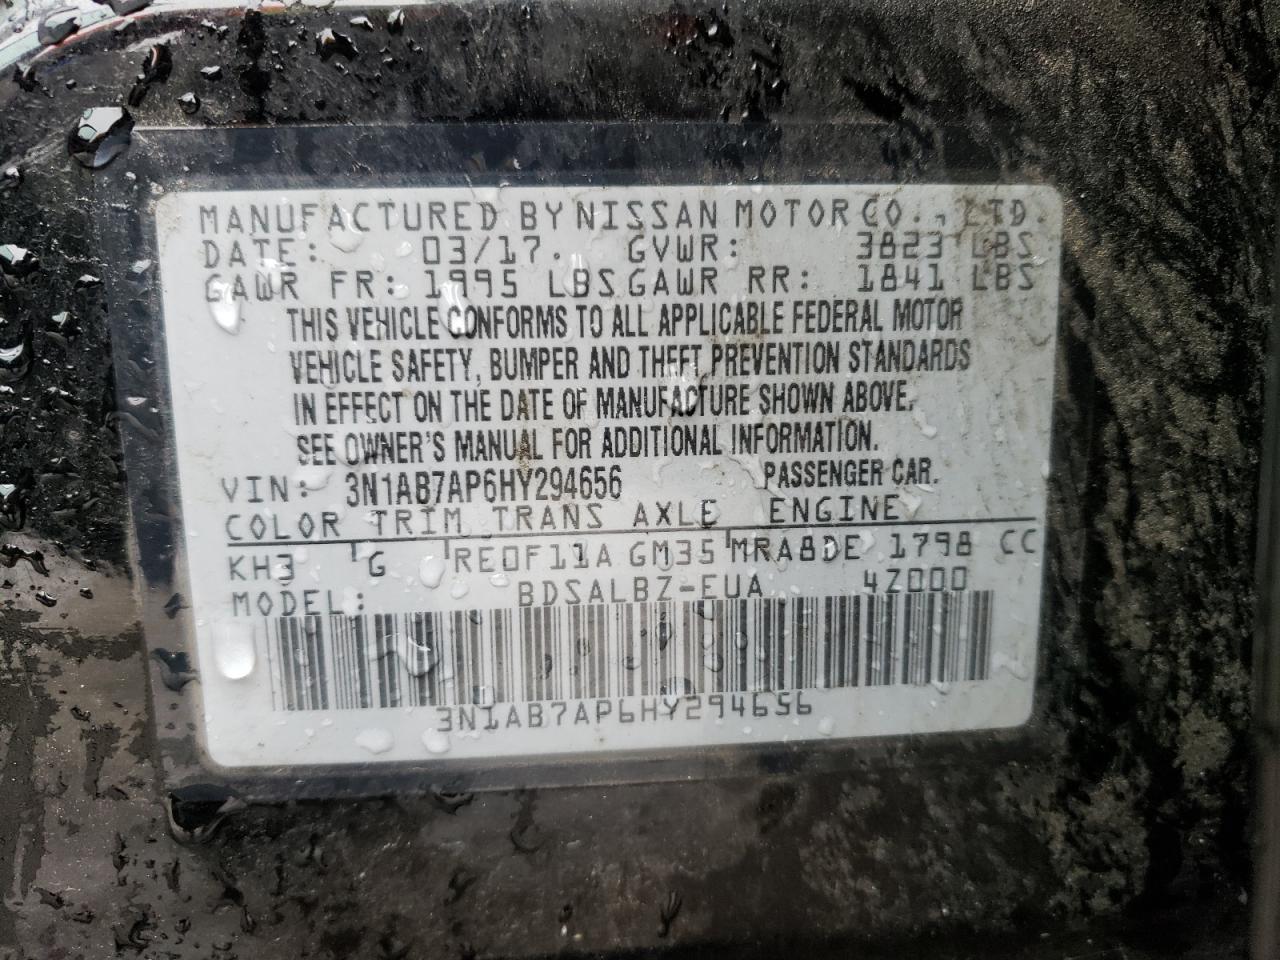 MANUFACTURED BY NISSAN MOTOR CO., LTD.
DATE: 03/17. GVWR: 3823 LBS
GAWR FR: 1995 LBS GAWR RR: 1841 LBS
THIS VEHICLE CONFORMS TO ALL APPLICABLE FEDERAL MOTOR
VEHICLE SAFETY, BUMPER AND THEFT PREVENTION STANDARDS
IN EFFECT ON THE DATE OF MANUFACTURE SHOWN ABOVE.
SEE OWNER'S MANUAL FOR ADDITIONAL INFORMATION.
VIN: 3N1AB7AP6HY294656 PASSENGER CAR.
COLOR TRIM TRANS AXLE ENGINE
KH3 G RE0F11A GM35 MRA8DE 1798 CC
MODEL: BDSALBZ-EUA 4Z000
3N1AB7AP6HY294656